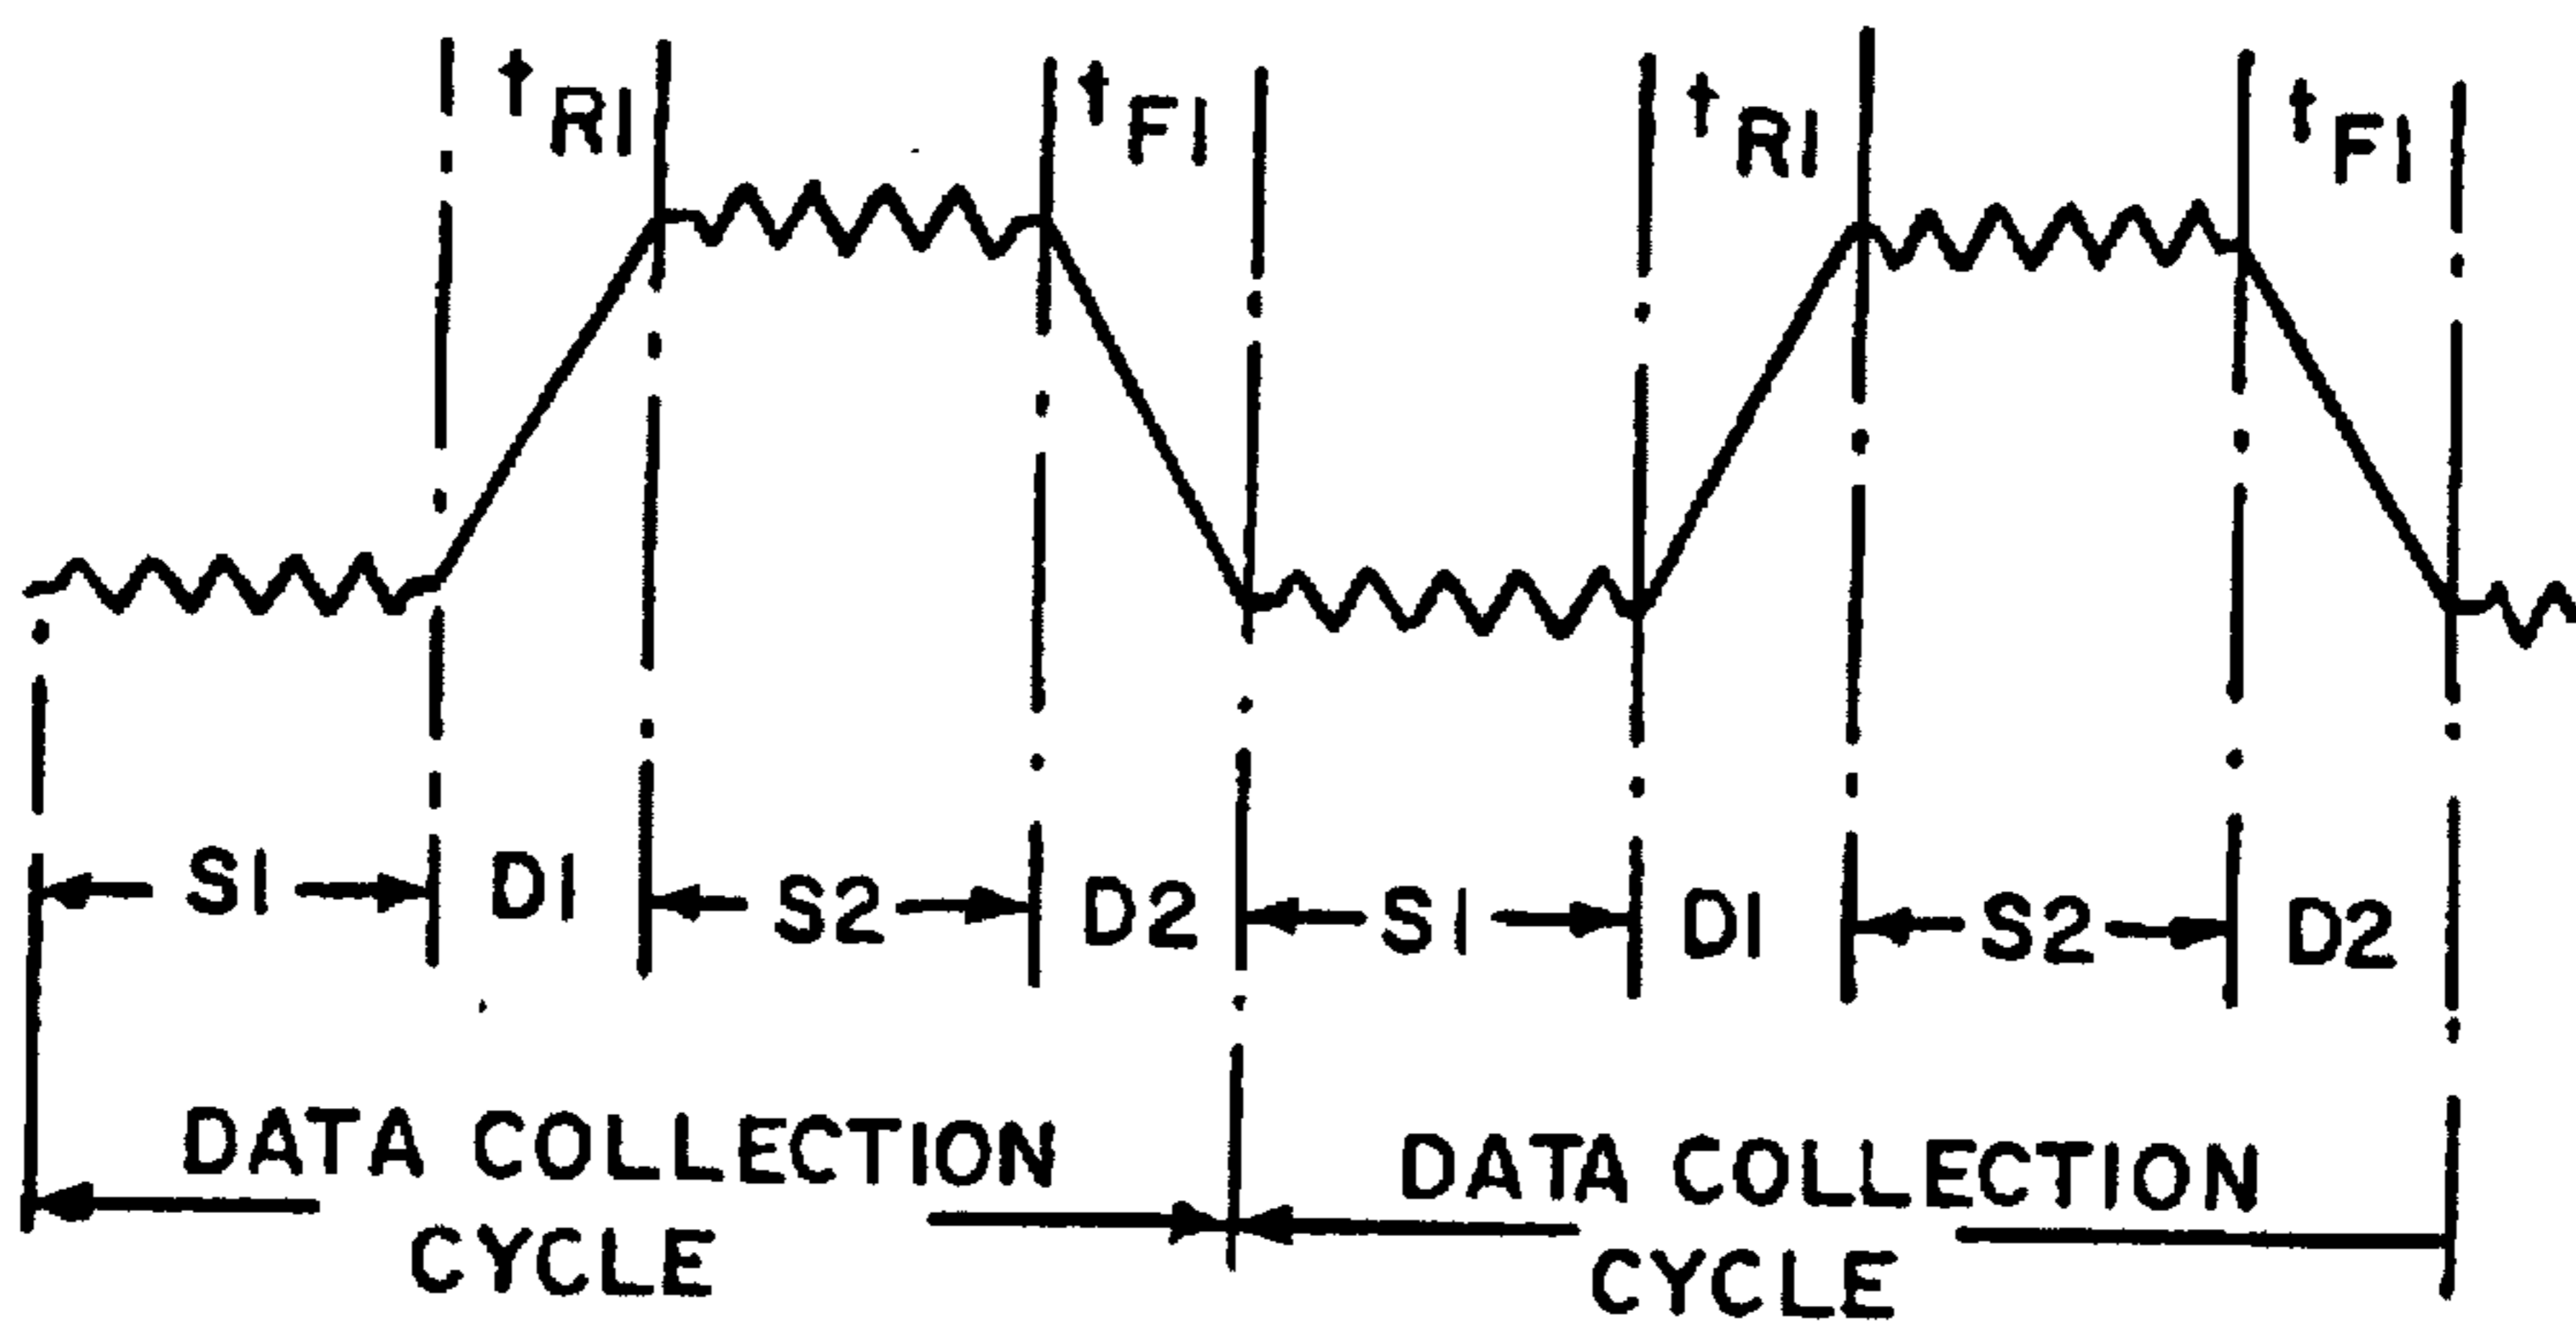 tR1 tF1 tR1 tF1
S1 D1 S2 D2 S1 D1 S2 D2
DATA COLLECTION DATA COLLECTION
CYCLE CYCLE